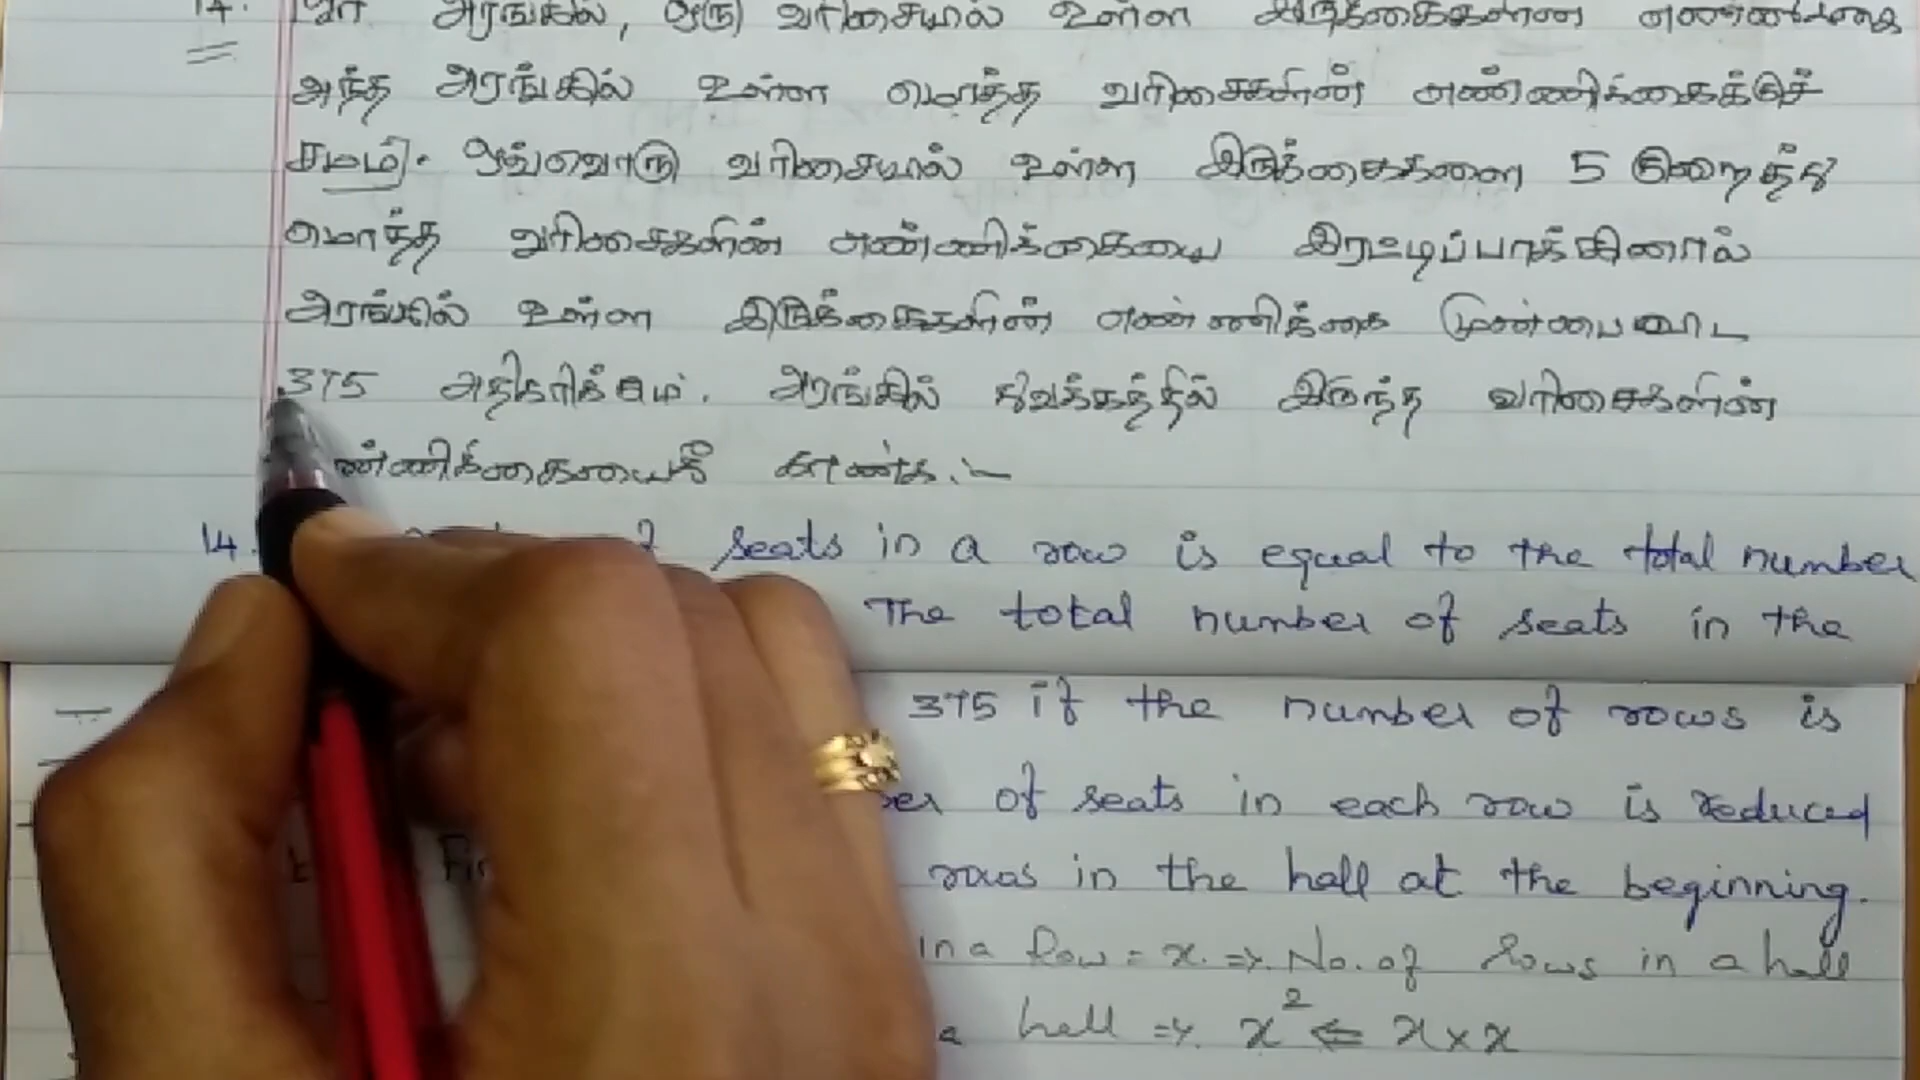 14. ஒரு அரங்கில், ஒரு வரிசையில் உள்ள இருக்கைகளின் எண்ணிக்கை
அந்த அரங்கில் உள்ள மொத்த வரிசைகளின் எண்ணிக்கைக்குச்
சமம். ஒவ்வொரு வரிசையில் உள்ள இருக்கைகளை 5 குறைத்து
மொத்த வரிசைகளின் எண்ணிக்கையை இரட்டிப்பாக்கினால்
அரங்கில் உள்ள இருக்கைகளின் எண்ணிக்கை முன்பைவிட
375 அதிகரிக்கும். அரங்கில் துவக்கத்தில் இருந்த வரிசைகளின்
ண்ணிக்கையைக் காண்க.
14. seats in a row is equal to the total number
The total number of seats in the
375 if the number of rows is
of seats in each row is reduced
rows in the hall at the beginning.
in a Row = x. => No. of Rows in a hall
a hall => x² ⇐ x × x